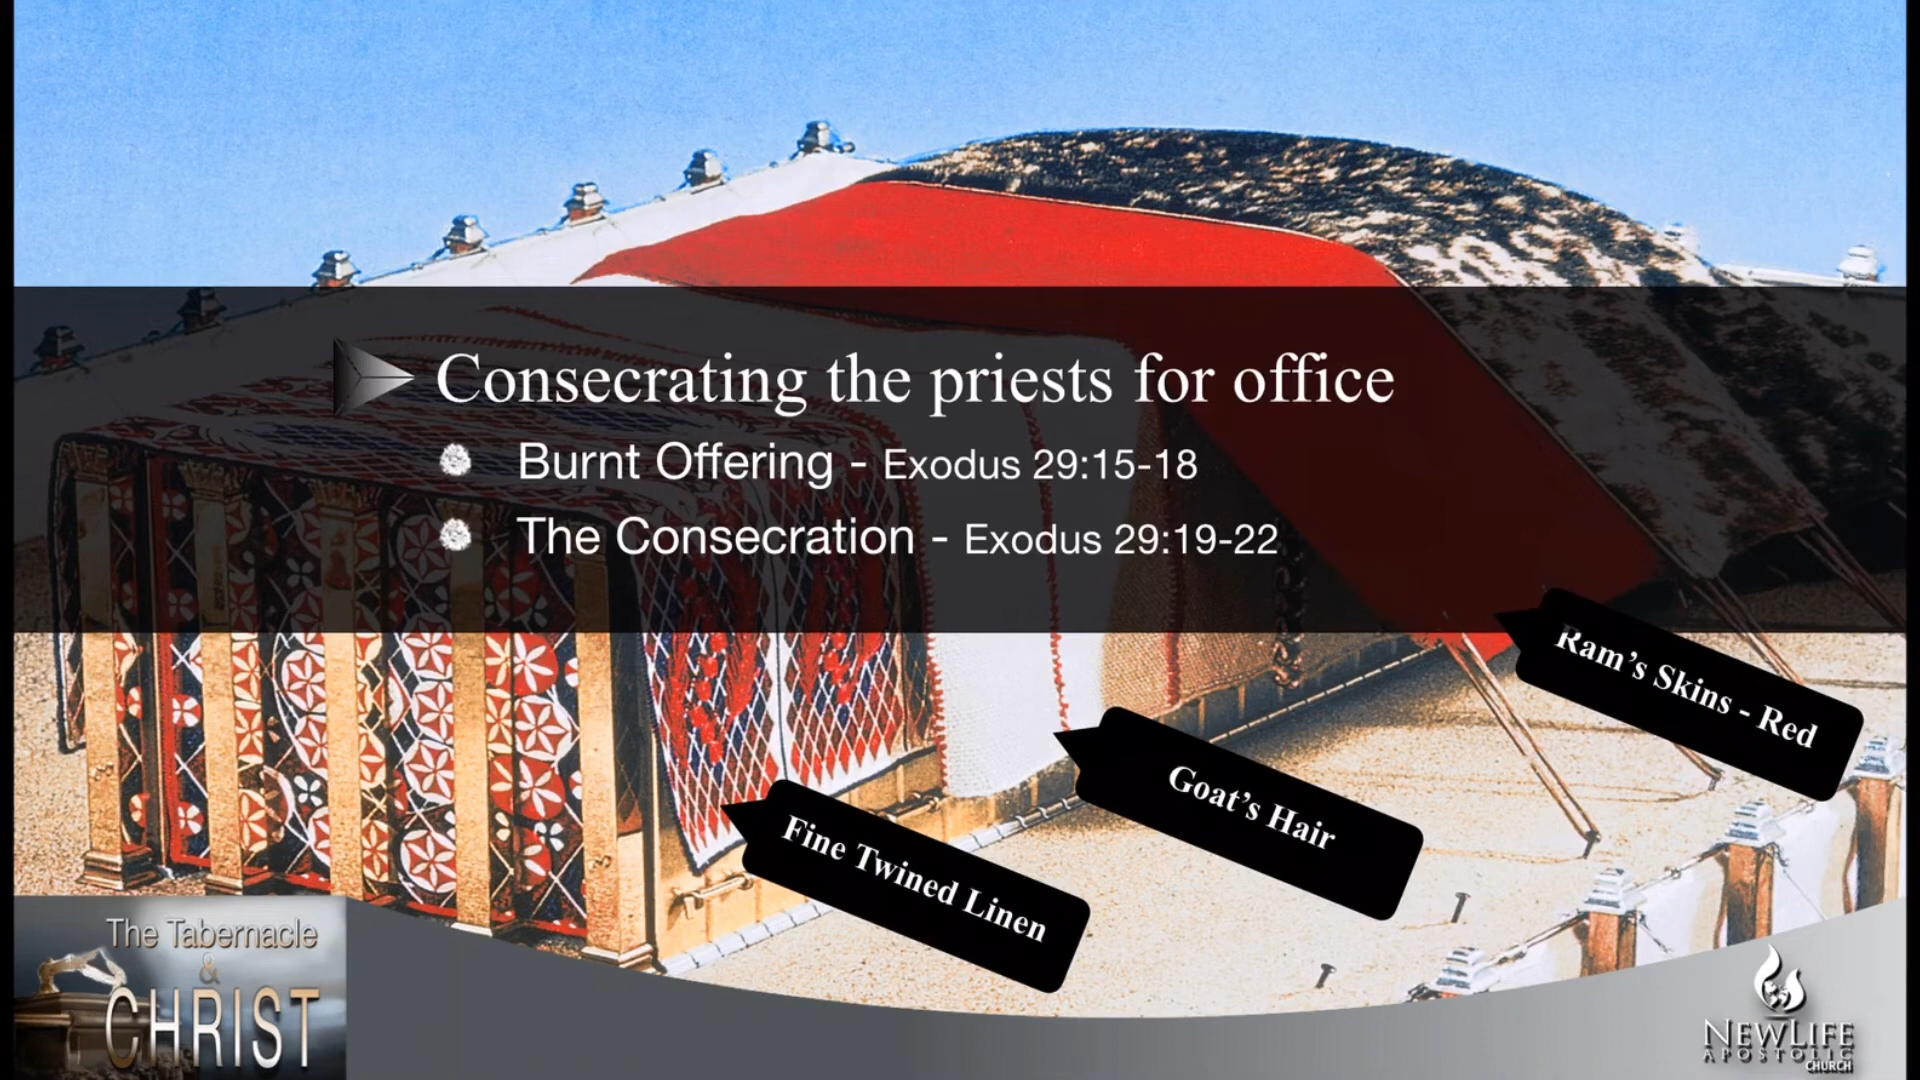 Consecrating the priests for office
Burnt Offering - Exodus 29:15-18
The Consecration - Exodus 29:19-22
Ram's Skins - Red
Goat's Hair
Fine Twined Linen
The Tabernacle
&
CHRIST
NEWLIFE
APOSTOLIC
CHURCH